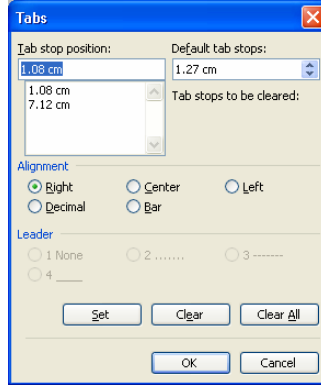 Tabs
Tab stop position:
Default tab stops:
1.08 cm
1.27 cm
1.08 cm
7.12 cm
Tab stops to be cleared:
Alignment
Right
Center
Left
Decimal
Bar
Leader
1 None
2 .......
3 -------
4 ____
Set
Clear
Clear All
OK
Cancel